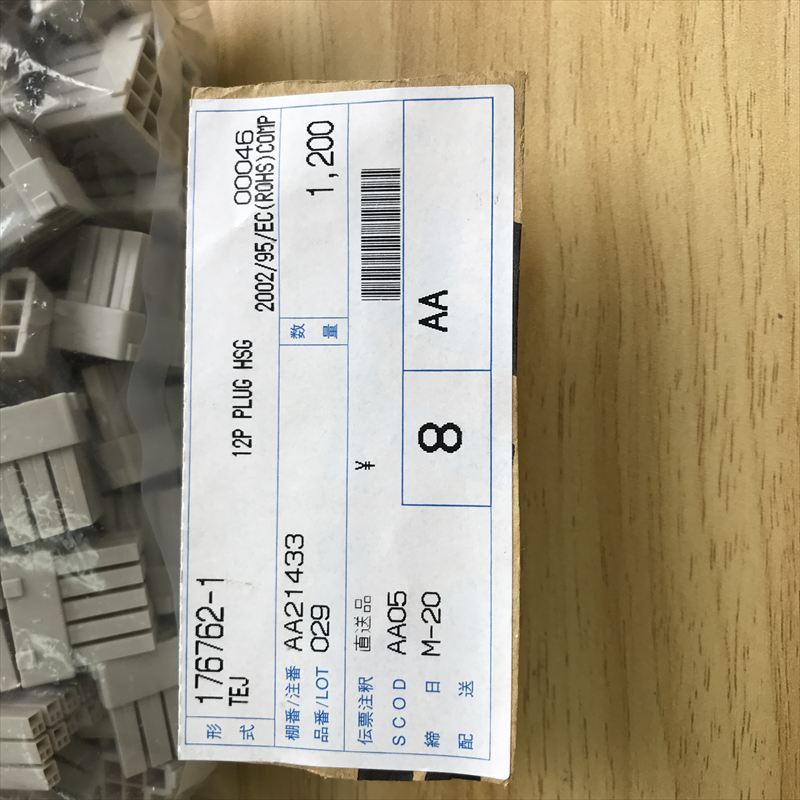 形式 176762-1 00046
TEJ 12P PLUG HSG 2002/95/EC(ROHS)COMP
棚番/注番 AA21433 数量 1,200
品番/LOT 029
伝票注釈 直送品 ¥
SCOD AA05
締日 M-20 8 AA
配送